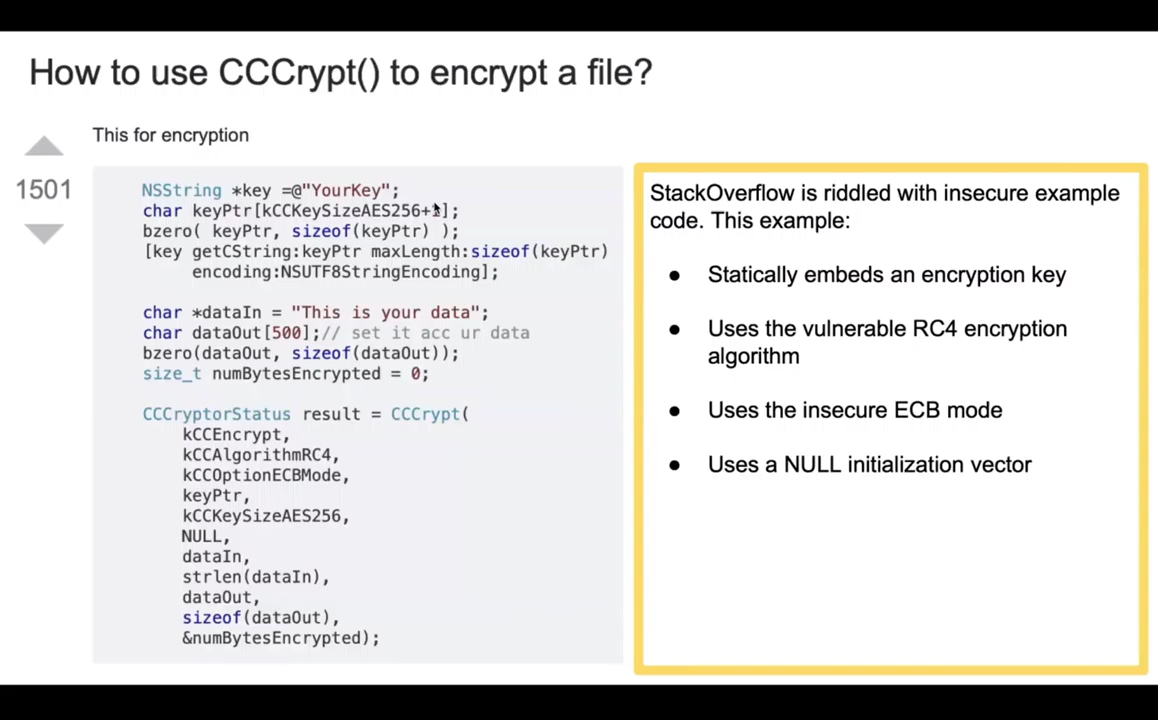 How to use CCCrypt() to encrypt a file?
This for encryption
1501
NSString *key =@"YourKey";
char keyPtr[kCCKeySizeAES256+1];
bzero( keyPtr, sizeof(keyPtr) );
[key getCString:keyPtr maxLength:sizeof(keyPtr)
encoding:NSUTF8StringEncoding];
char *dataIn = "This is your data";
char dataOut[500];// set it acc ur data
bzero(dataOut, sizeof(dataOut));
size_t numBytesEncrypted = 0;
CCCryptorStatus result = CCCrypt(
kCCEncrypt,
kCCAlgorithmRC4,
kCCOptionECBMode,
keyPtr,
kCCKeySizeAES256,
NULL,
dataIn,
strlen(dataIn),
dataOut,
sizeof(dataOut),
&numBytesEncrypted);
StackOverflow is riddled with insecure example
code. This example:
● Statically embeds an encryption key
● Uses the vulnerable RC4 encryption
algorithm
● Uses the insecure ECB mode
● Uses a NULL initialization vector